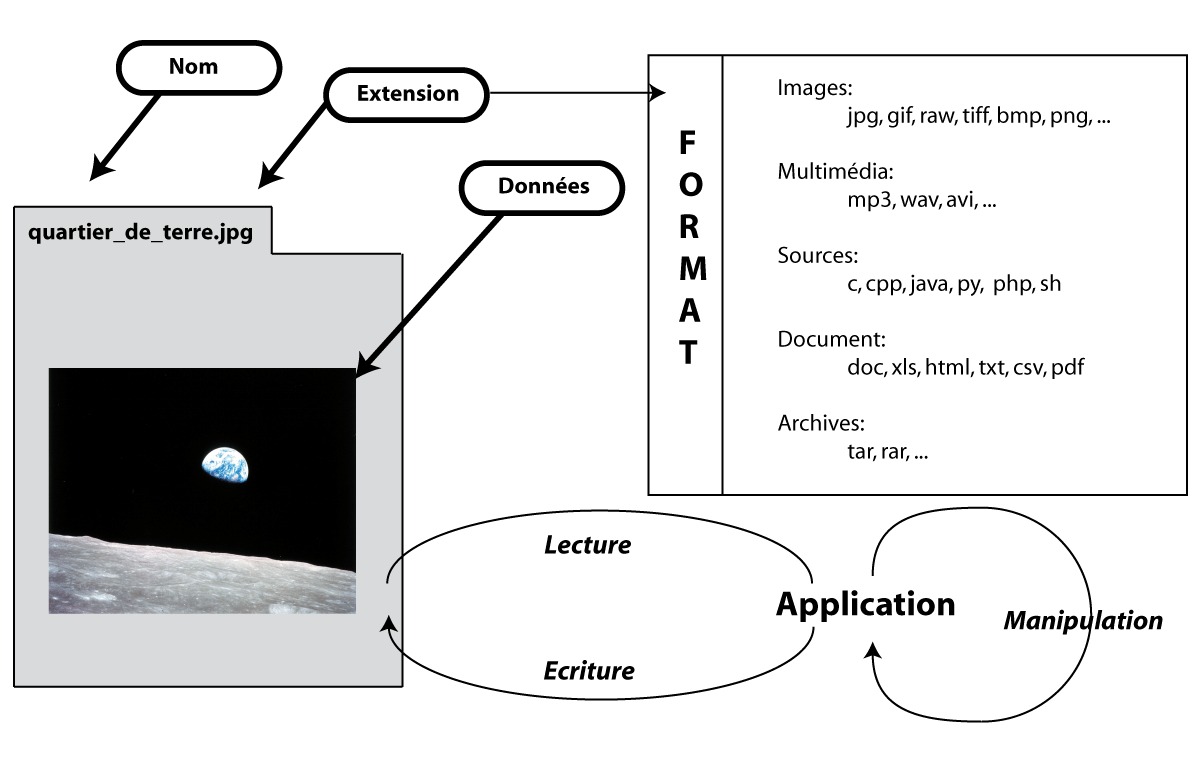 Nom
Extension
Données
quartier_de_terre.jpg
FORMAT
Images:
jpg, gif, raw, tiff, bmp, png, ...
Multimédia:
mp3, wav, avi, ...
Sources:
c, cpp, java, py, php, sh
Document:
doc, xls, html, txt, csv, pdf
Archives:
tar, rar, ...
Lecture
Application
Manipulation
Ecriture